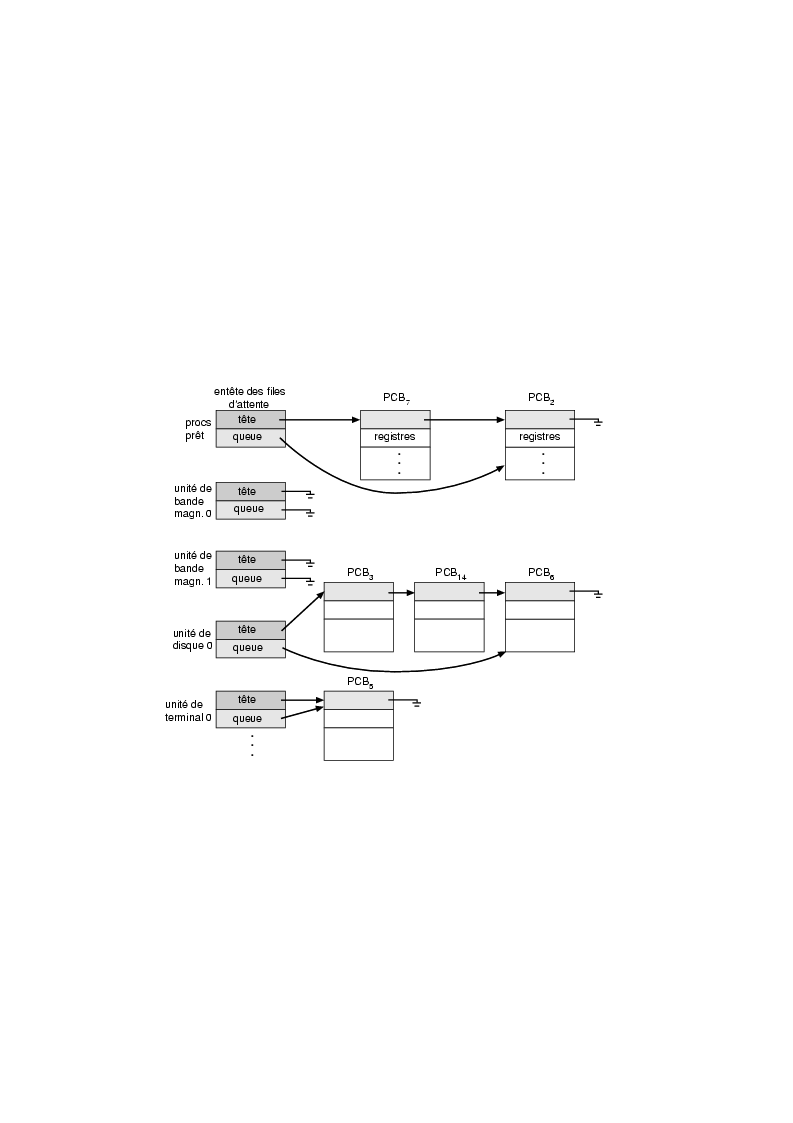 entête des files
d'attente
PCB7
PCB2
procs
prêt
tête
queue
registres
registres
unité de
bande
magn. 0
tête
queue
unité de
bande
magn. 1
tête
queue
PCB3
PCB14
PCB6
unité de
disque 0
tête
queue
PCB5
unité de
terminal 0
tête
queue